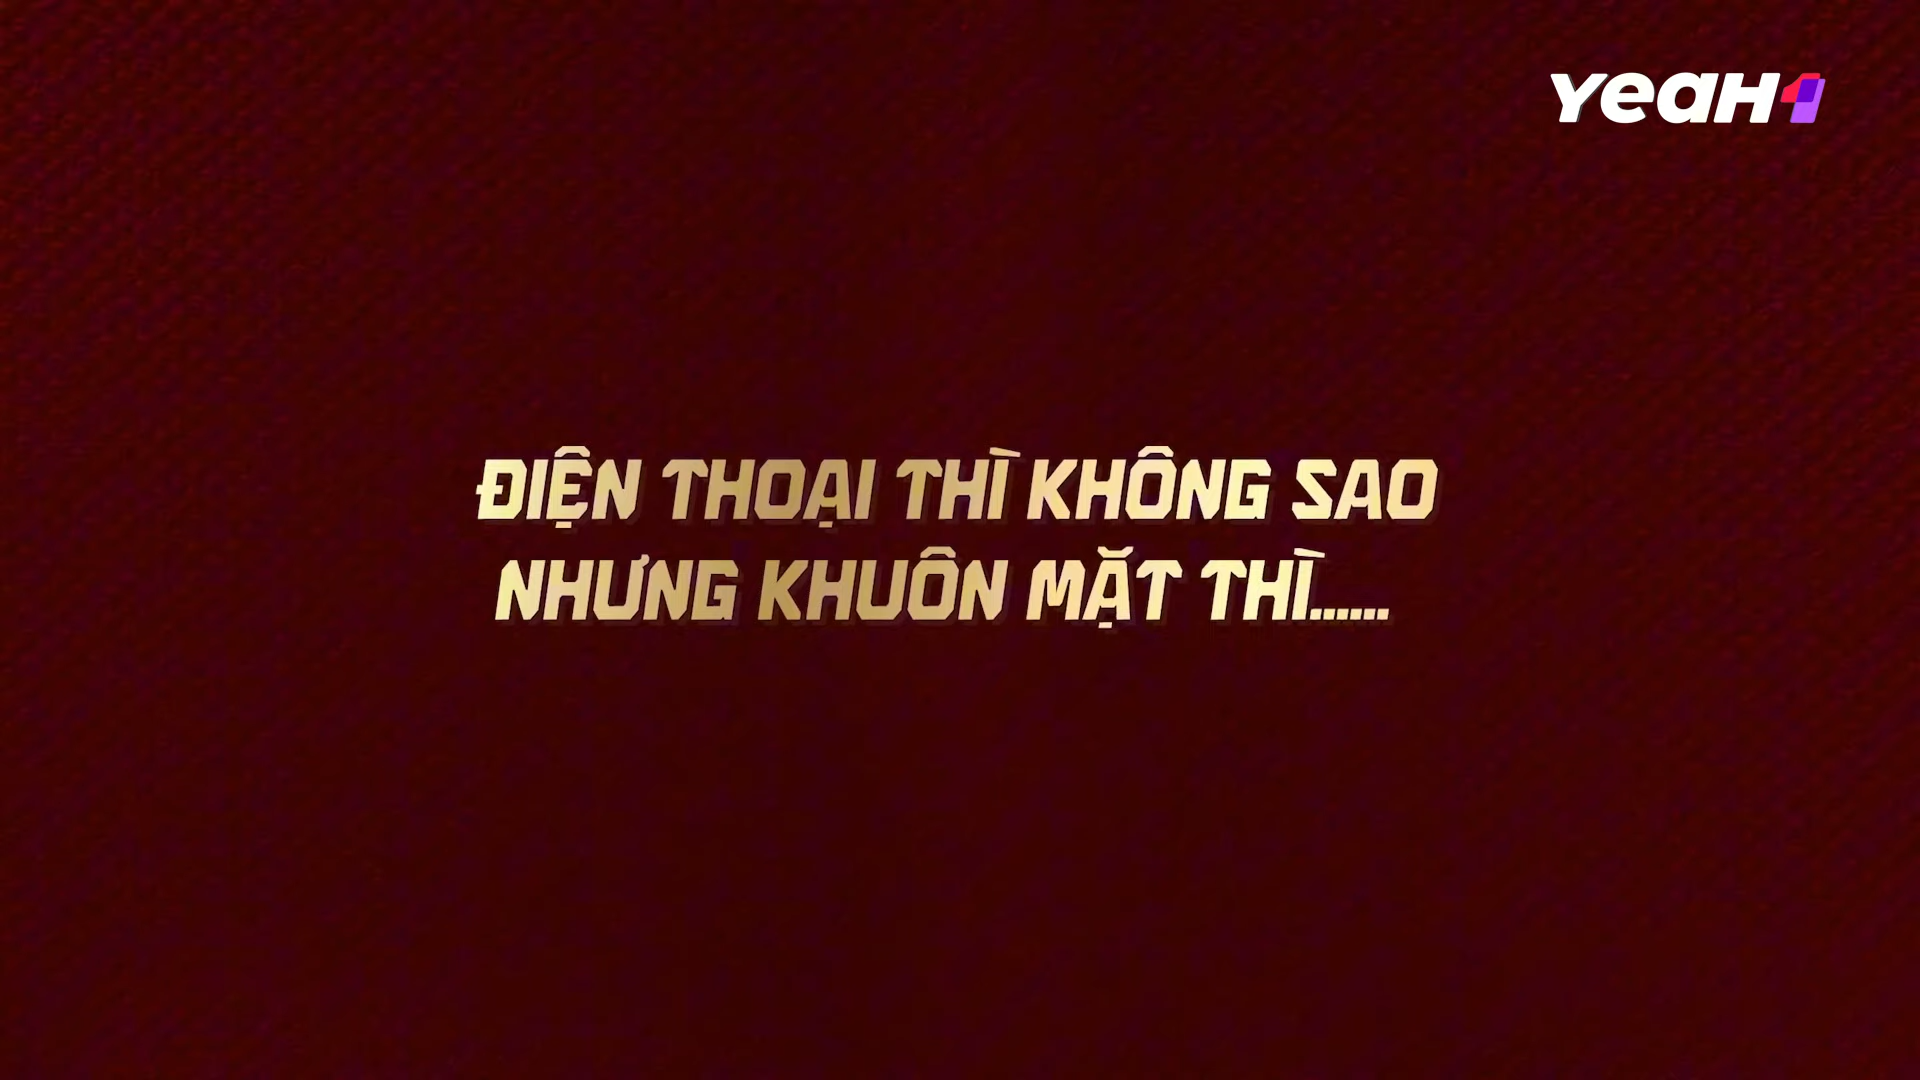 YEAH1
ĐIỆN THOẠI THÌ KHÔNG SAO
NHƯNG KHUÔN MẶT THÌ......